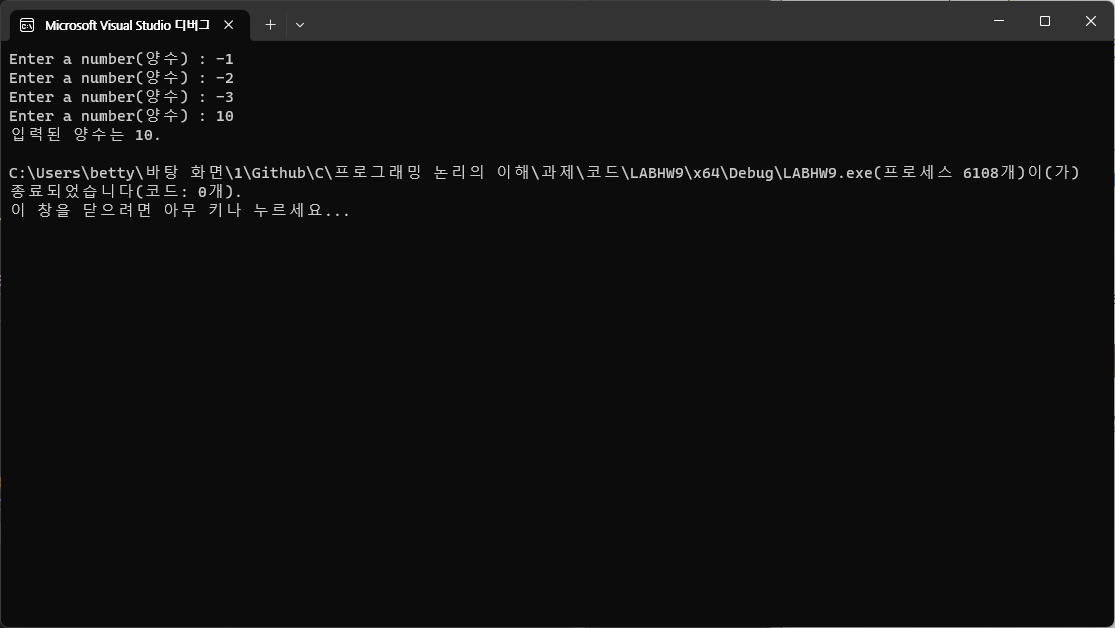 Microsoft Visual Studio 디버그
Enter a number(양수) : -1
Enter a number(양수) : -2
Enter a number(양수) : -3
Enter a number(양수) : 10
입력된 양수는 10.
C:\Users\betty\바탕 화면\1\Github\C\프로그래밍 논리의 이해\과제\코드\LABHW9\x64\Debug\LABHW9.exe(프로세스 6108개)이(가)
종료되었습니다(코드: 0개).
이 창을 닫으려면 아무 키나 누르세요...